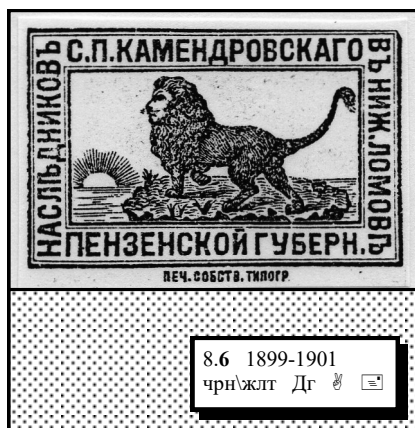 НАСЛѢДНИКОВЪ
С.П.КАМЕНДРОВСКАГО
ВЪ НИЖ.ЛОМОВѢ
ПЕНЗЕНСКОЙ ГУБЕРН.
ПЕЧ. СОБСТВ. ТИПОГР.
8.6 1899-1901
чрн\жлт Дг ✌ 🖃